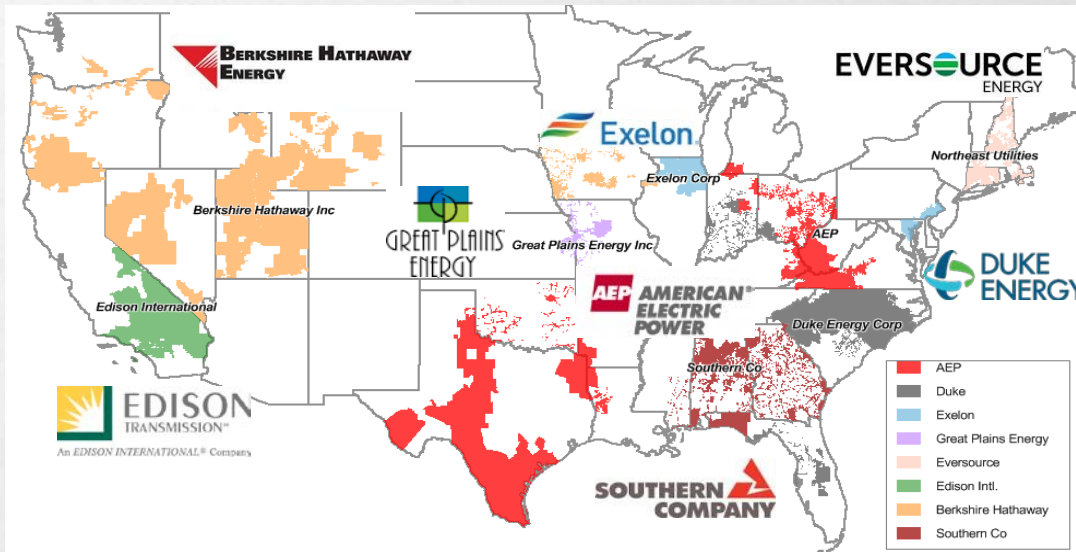 BERKSHIRE HATHAWAY
ENERGY
EVERSOURCE
ENERGY
Exelon
Northeast Utilities
Exelon Corp
Berkshire Hathaway Inc
GREAT PLAINS
ENERGY
Great Plains Energy Inc
AEP
DUKE
ENERGY
AEP AMERICAN®
ELECTRIC
POWER
Edison International
Duke Energy Corp
Southern Co
EDISON
TRANSMISSION℠
An EDISON INTERNATIONAL® Company
SOUTHERN
COMPANY
AEP
Duke
Exelon
Great Plains Energy
Eversource
Edison Intl.
Berkshire Hathaway
Southern Co